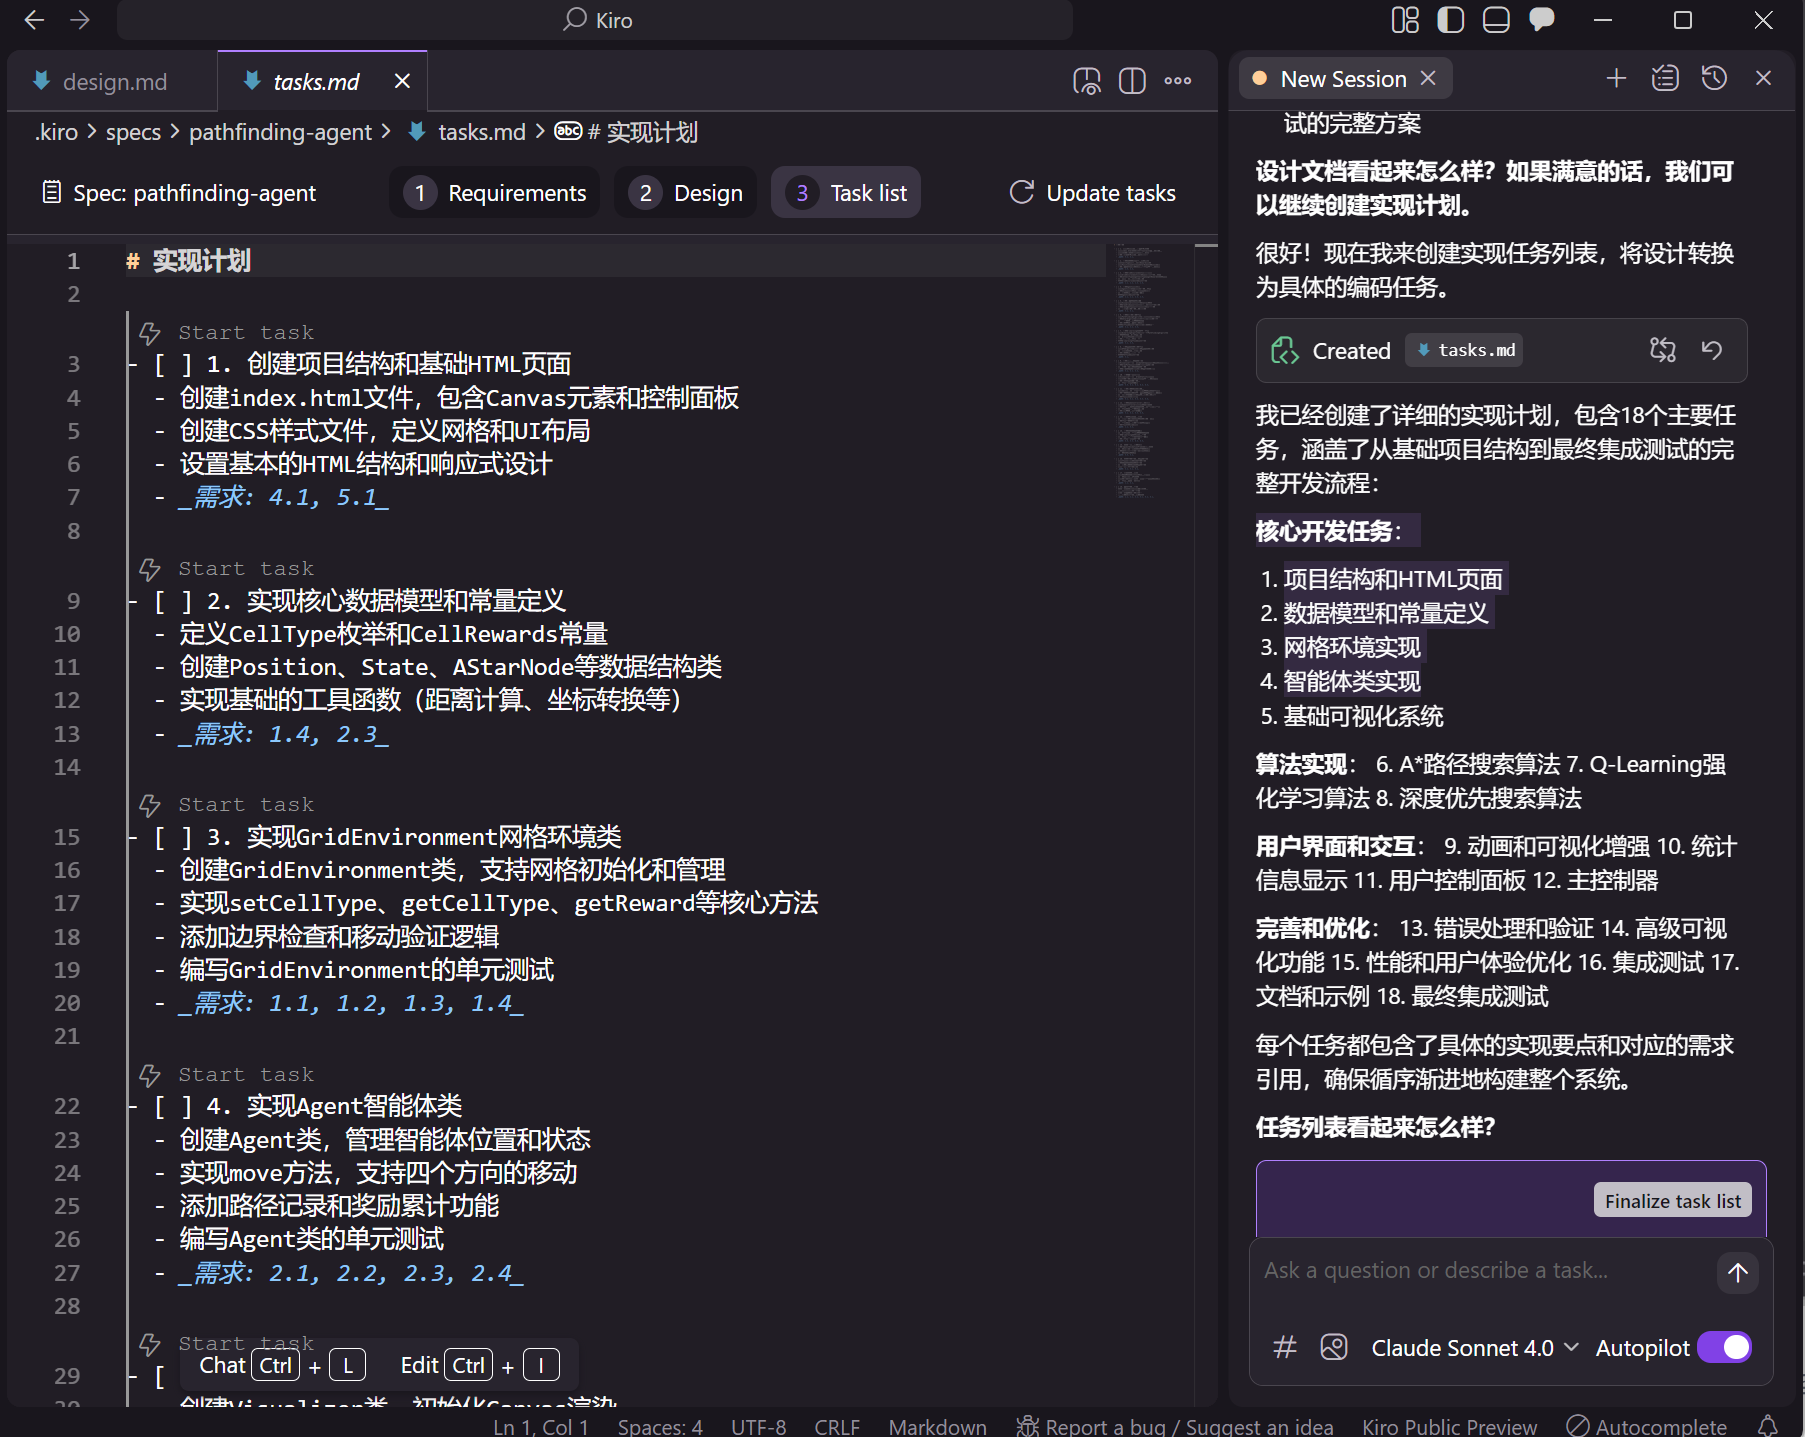 Kiro
design.md
tasks.md
New Session
.kiro > specs > pathfinding-agent > tasks.md > abc # 实现计划
Spec: pathfinding-agent
1 Requirements
2 Design
3 Task list
Update tasks
1 # 实现计划
2
Start task
3 - [ ] 1. 创建项目结构和基础HTML页面
4 - 创建index.html文件，包含Canvas元素和控制面板
5 - 创建CSS样式文件，定义网格和UI布局
6 - 设置基本的HTML结构和响应式设计
7 - _需求: 4.1, 5.1_
8
Start task
9 - [ ] 2. 实现核心数据模型和常量定义
10 - 定义CellType枚举和CellRewards常量
11 - 创建Position、State、AStarNode等数据结构类
12 - 实现基础的工具函数（距离计算、坐标转换等）
13 - _需求: 1.4, 2.3_
14
Start task
15 - [ ] 3. 实现GridEnvironment网格环境类
16 - 创建GridEnvironment类，支持网格初始化和管理
17 - 实现setCellType、getCellType、getReward等核心方法
18 - 添加边界检查和移动验证逻辑
19 - 编写GridEnvironment的单元测试
20 - _需求: 1.1, 1.2, 1.3, 1.4_
21
Start task
22 - [ ] 4. 实现Agent智能体类
23 - 创建Agent类，管理智能体位置和状态
24 - 实现move方法，支持四个方向的移动
25 - 添加路径记录和奖励累计功能
26 - 编写Agent类的单元测试
27 - _需求: 2.1, 2.2, 2.3, 2.4_
28
Start task
29 - [
Chat Ctrl + L Edit Ctrl + I
30 - 创建Visualizer类，初始化Canvas渲染
试的完整方案
设计文档看起来怎么样？如果满意的话，我们可
以继续创建实现计划。
很好！现在我来创建实现任务列表，将设计转换
为具体的编码任务。
Created tasks.md
我已经创建了详细的实现计划，包含18个主要任
务，涵盖了从基础项目结构到最终集成测试的完
整开发流程：
核心开发任务：
1. 项目结构和HTML页面
2. 数据模型和常量定义
3. 网格环境实现
4. 智能体类实现
5. 基础可视化系统
算法实现： 6. A*路径搜索算法 7. Q-Learning强
化学习算法 8. 深度优先搜索算法
用户界面和交互： 9. 动画和可视化增强 10. 统计
信息显示 11. 用户控制面板 12. 主控制器
完善和优化： 13. 错误处理和验证 14. 高级可视
化功能 15. 性能和用户体验优化 16. 集成测试 17.
文档和示例 18. 最终集成测试
每个任务都包含了具体的实现要点和对应的需求
引用，确保循序渐进地构建整个系统。
任务列表看起来怎么样？
Finalize task list
Ask a question or describe a task...
# Claude Sonnet 4.0 Autopilot
Ln 1, Col 1 Spaces: 4 UTF-8 CRLF Markdown Report a bug / Suggest an idea Kiro Public Preview Autocomplete